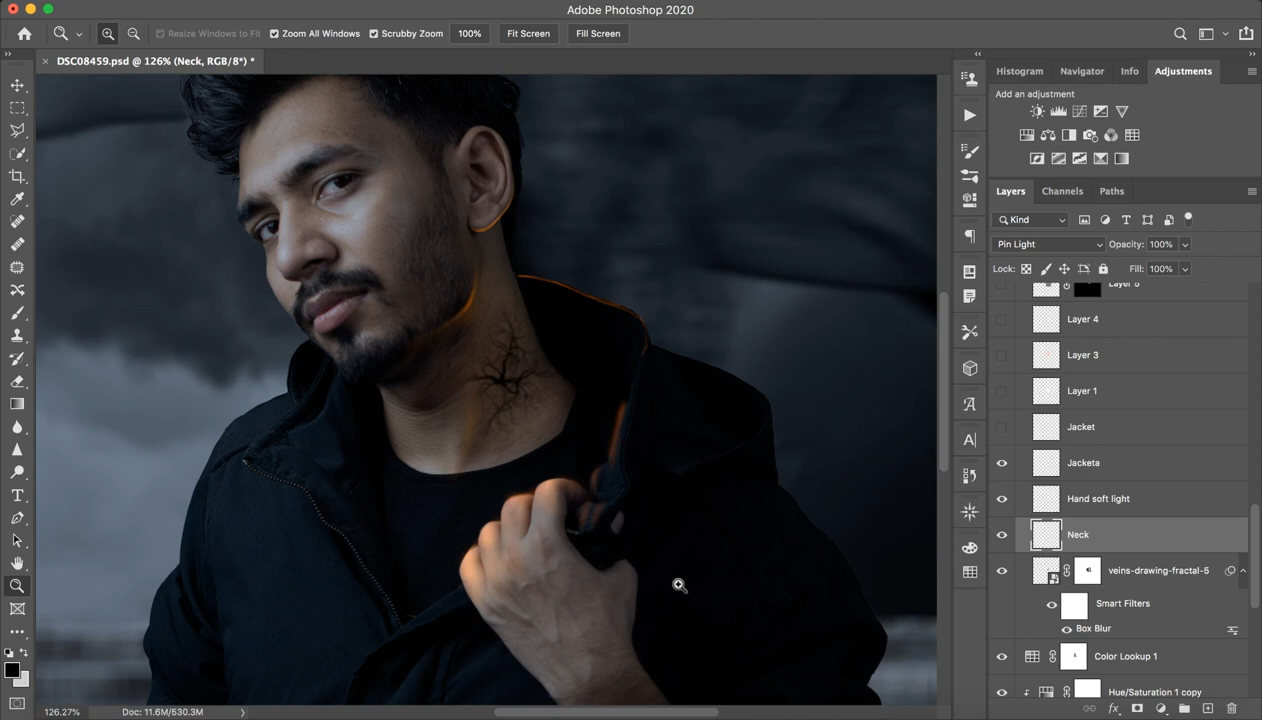 Adobe Photoshop 2020
Resize Windows to Fit Zoom All Windows Scrubby Zoom 100% Fit Screen Fill Screen
DSC08459.psd @ 126% (Neck, RGB/8*) *
Histogram Navigator Info Adjustments
Add an adjustment
Layers Channels Paths
Kind
Pin Light Opacity: 100%
Lock: Fill: 100%
Layer 5
Layer 4
Layer 3
Layer 1
Jacket
Jacketa
Hand soft light
Neck
veins-drawing-fractal-5
Smart Filters
Box Blur
Color Lookup 1
Hue/Saturation 1 copy
126.27% Doc: 11.6M/530.3M